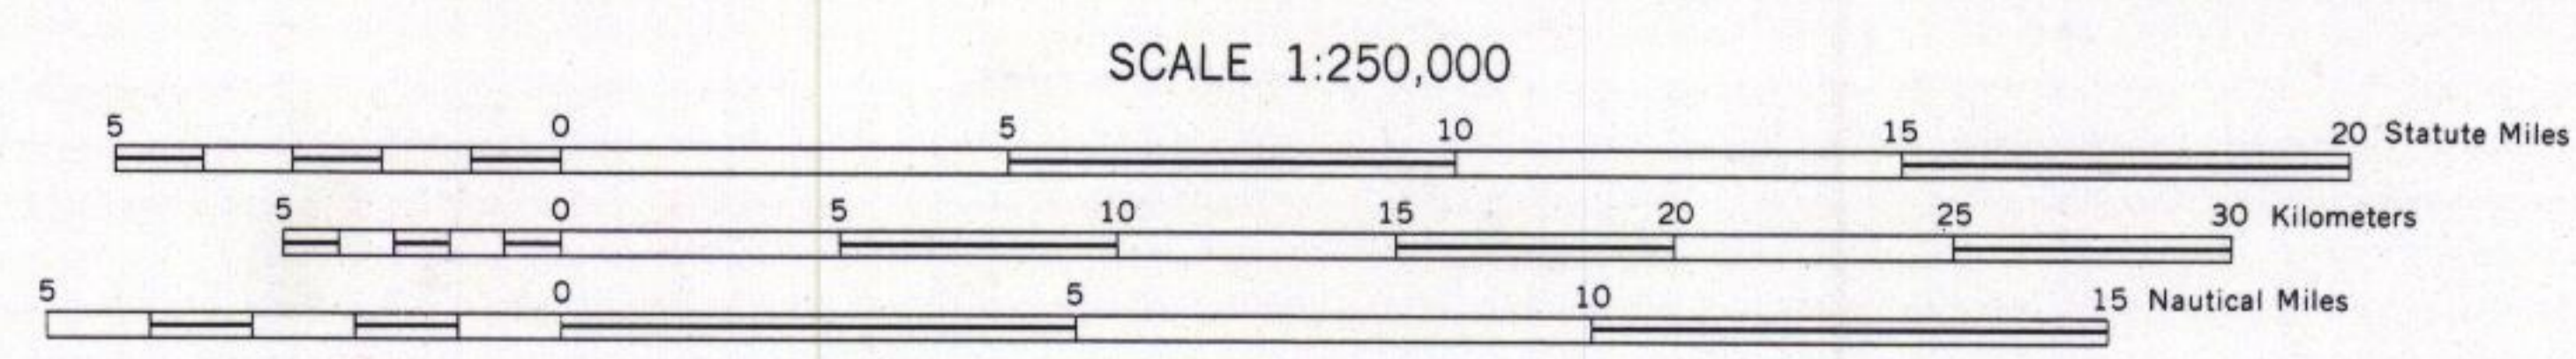 SCALE 1:250,000
5 0 5 10 15 20 Statute Miles
5 0 5 10 15 20 25 30 Kilometers
5 0 5 10 15 Nautical Miles